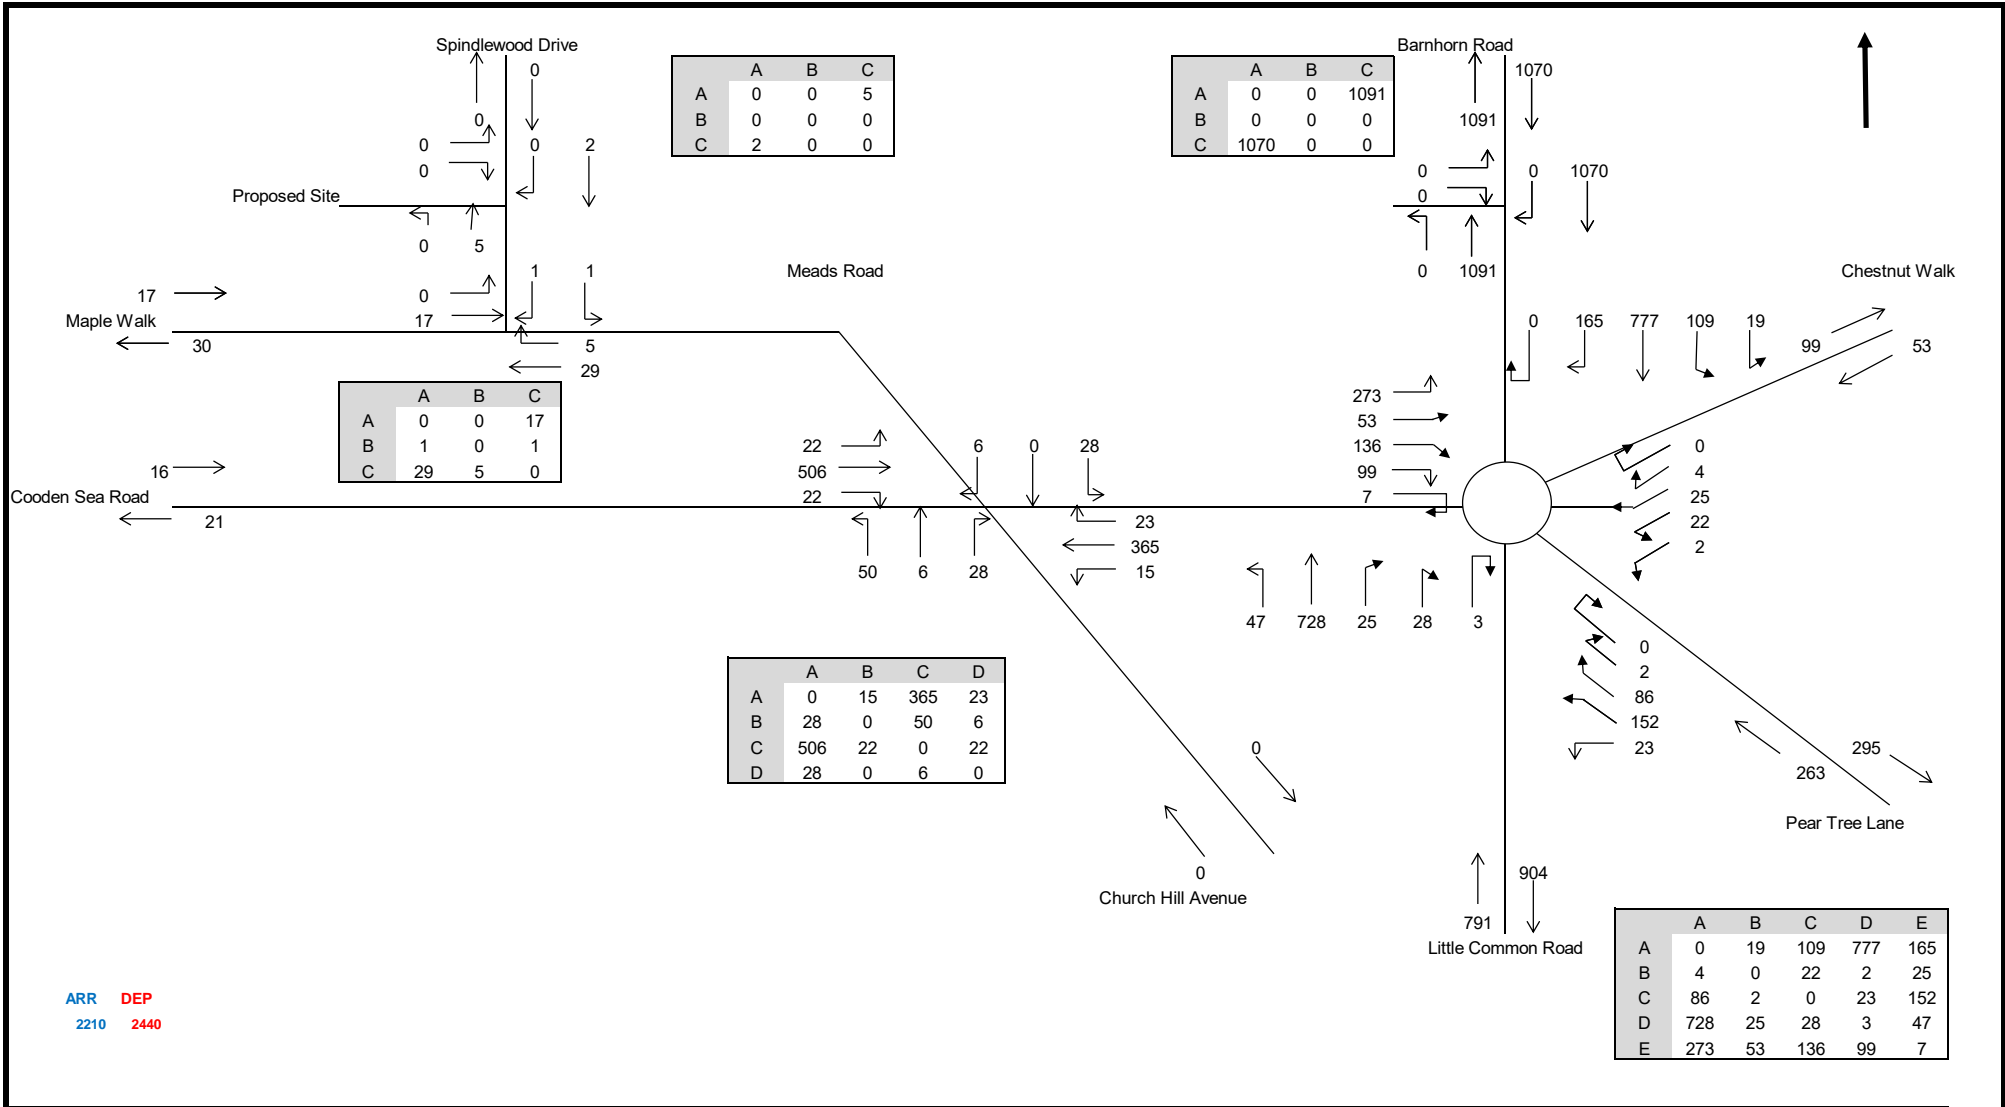 Spindlewood Drive
Barnhorn Road
0
A B C
A 0 0 5
B 0 0 0
C 2 0 0
A B C
A 0 0 1091
B 0 0 0
C 1070 0 0
1070
0
1091
0 0 2
0
0 0 1070
0
Proposed Site
0 5
0 1091
1 1
Meads Road
Chestnut Walk
17
0
17
Maple Walk
30
5
29
0 165 777 109 19
99
53
A B C
A 0 0 17
B 1 0 1
C 29 5 0
273
53
136
99
7
22
506
22
6 0 28
0
4
25
22
2
16
Cooden Sea Road
21
23
365
15
50 6 28
47 728 25 28 3
0
2
86
152
23
A B C D
A 0 15 365 23
B 28 0 50 6
C 506 22 0 22
D 28 0 6 0
0
295
263
Pear Tree Lane
0
Church Hill Avenue
904
791
Little Common Road
A B C D E
A 0 19 109 777 165
B 4 0 22 2 25
C 86 2 0 23 152
D 728 25 28 3 47
E 273 53 136 99 7
ARR DEP
2210 2440